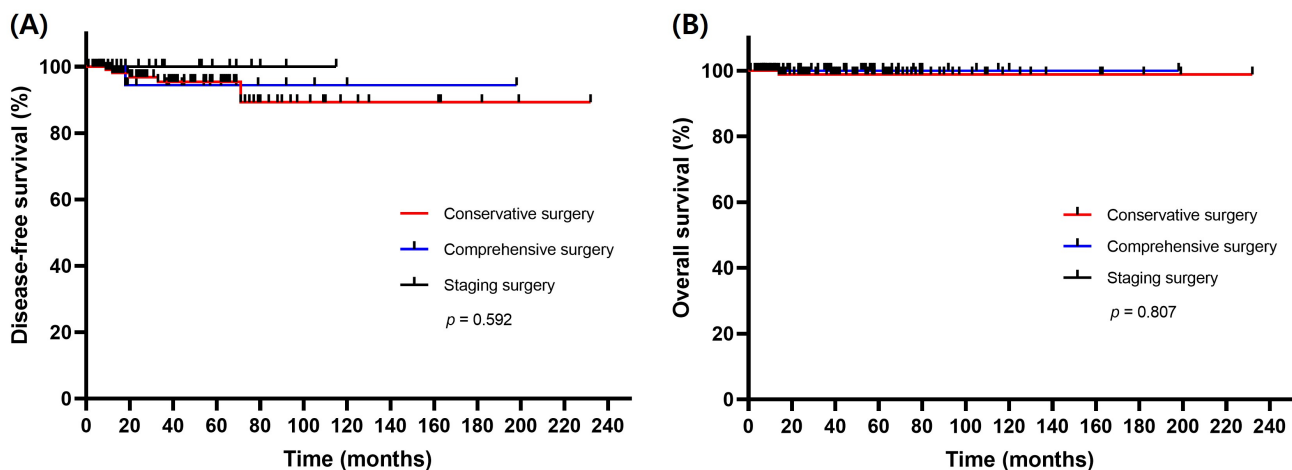 (A)
Disease-free survival (%)
100
80
60
40
20
0
0 20 40 60 80 100 120 140 160 180 200 220 240
Time (months)
Conservative surgery
Comprehensive surgery
Staging surgery
p = 0.592
(B)
Overall survival (%)
100
80
60
40
20
0
0 20 40 60 80 100 120 140 160 180 200 220 240
Time (months)
Conservative surgery
Comprehensive surgery
Staging surgery
p = 0.807